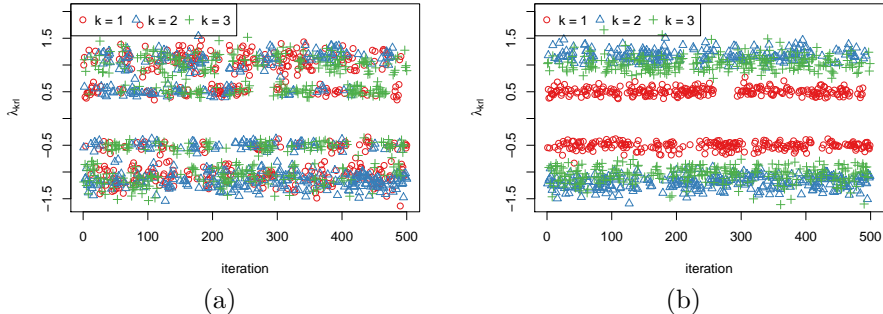 k = 1 k = 2 k = 3
1.5
0.5
−0.5
−1.5
λkrl
0 100 200 300 400 500
iteration
(a)
k = 1 k = 2 k = 3
1.5
0.5
−0.5
−1.5
λkrl
0 100 200 300 400 500
iteration
(b)